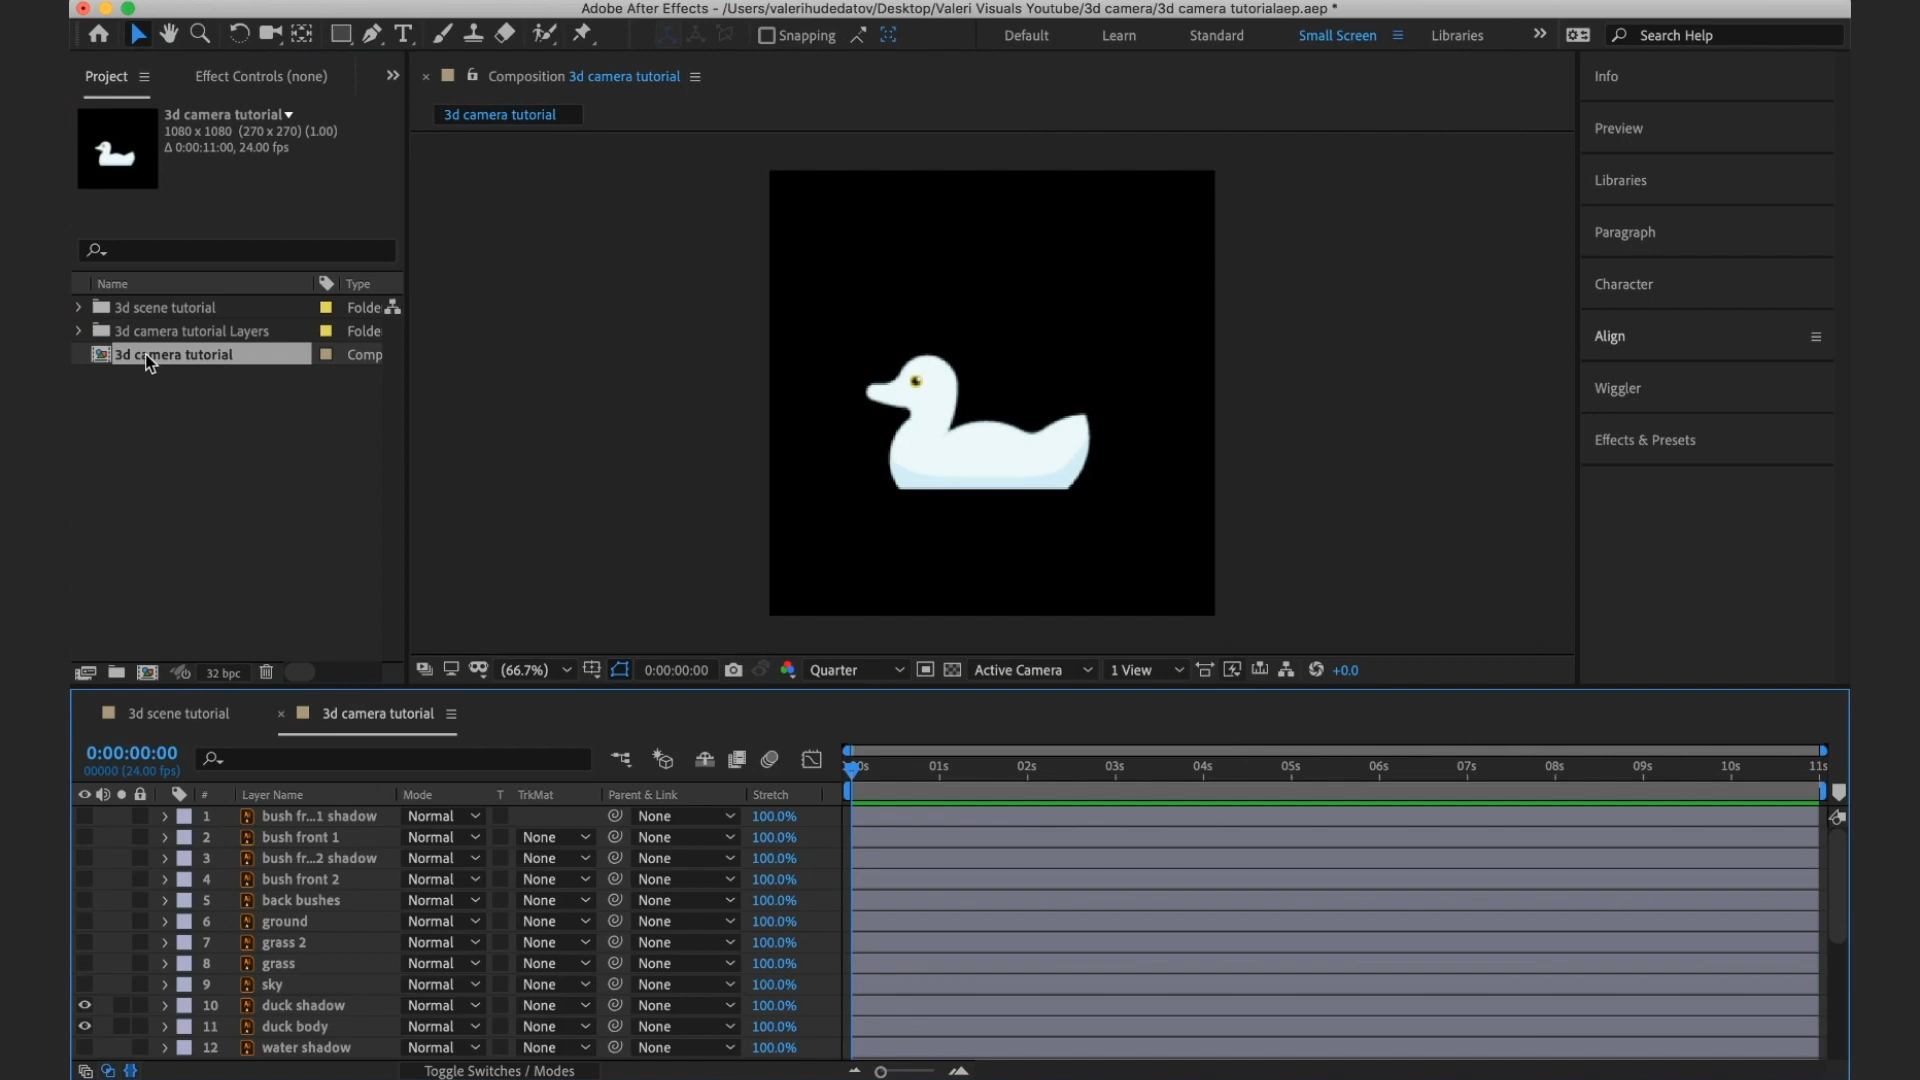 Adobe After Effects - /Users/valerihudedatov/Desktop/Valeri Visuals Youtube/3d camera/3d camera tutorialaep.aep *
Snapping
Default
Learn
Standard
Small Screen
Libraries
Search Help
Project
Effect Controls (none)
Composition 3d camera tutorial
3d camera tutorial
3d camera tutorial
1080 x 1080 (270 x 270) (1.00)
Δ 0:00:11:00, 24.00 fps
Name Type
3d scene tutorial Folde
3d camera tutorial Layers Folde
3d camera tutorial Comp
32 bpc
(66.7%)
0:00:00:00
Quarter
Active Camera
1 View
+0.0
Info
Preview
Libraries
Paragraph
Character
Align
Wiggler
Effects & Presets
3d scene tutorial
3d camera tutorial
0:00:00:00
00000 (24.00 fps)
01s 02s 03s 04s 05s 06s 07s 08s 09s 10s 11s
# Layer Name Mode T TrkMat Parent & Link Stretch
1 bush fr...1 shadow Normal None 100.0%
2 bush front 1 Normal None None 100.0%
3 bush fr...2 shadow Normal None None 100.0%
4 bush front 2 Normal None None 100.0%
5 back bushes Normal None None 100.0%
6 ground Normal None None 100.0%
7 grass 2 Normal None None 100.0%
8 grass Normal None None 100.0%
9 sky Normal None None 100.0%
10 duck shadow Normal None None 100.0%
11 duck body Normal None None 100.0%
12 water shadow Normal None None 100.0%
Toggle Switches / Modes